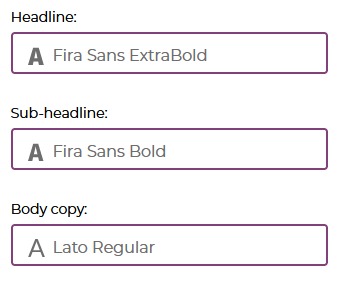 Headline:
A Fira Sans ExtraBold
Sub-headline:
A Fira Sans Bold
Body copy:
A Lato Regular